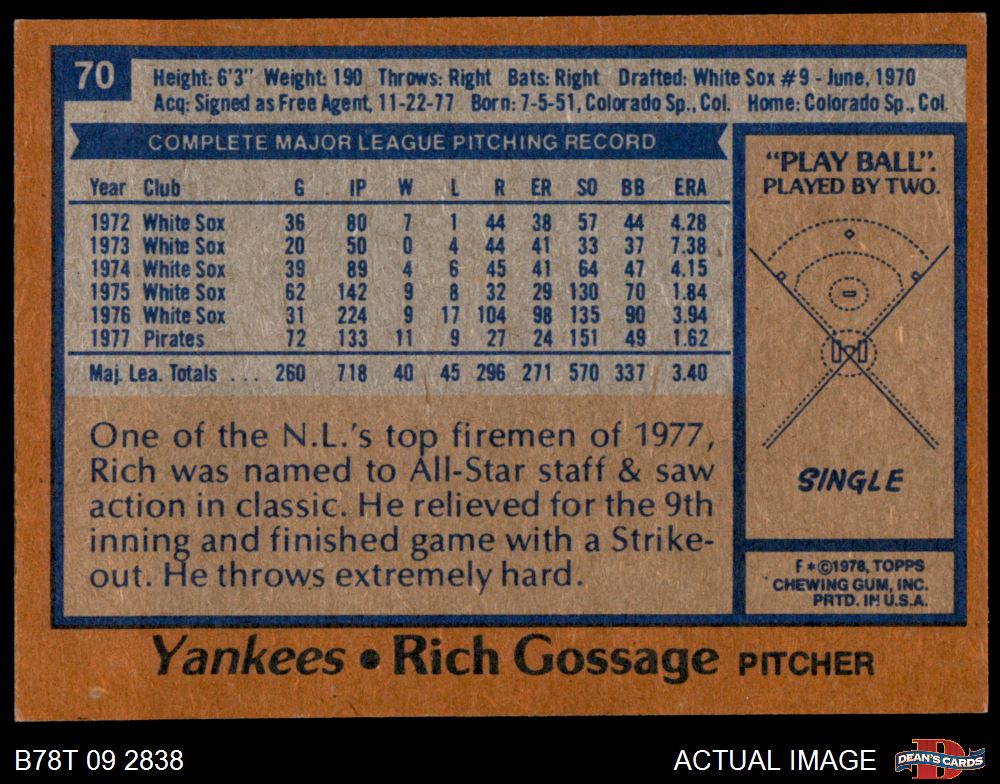 70
Height: 6'3" Weight: 190 Throws: Right Bats: Right Drafted: White Sox #9 - June, 1970
Acq: Signed as Free Agent, 11-22-77 Born: 7-5-51, Colorado Sp., Col. Home: Colorado Sp., Col.
COMPLETE MAJOR LEAGUE PITCHING RECORD
Year Club G IP W L R ER SO BB ERA
1972 White Sox 36 80 7 1 44 38 57 44 4.28
1973 White Sox 20 50 0 4 44 41 33 37 7.38
1974 White Sox 39 89 4 6 45 41 64 47 4.15
1975 White Sox 62 142 9 8 32 29 130 70 1.84
1976 White Sox 31 224 9 17 104 98 135 90 3.94
1977 Pirates 72 133 11 9 27 24 151 49 1.62
Maj. Lea. Totals ... 260 718 40 45 296 271 570 337 3.40
One of the N.L.'s top firemen of 1977,
Rich was named to All-Star staff & saw
action in classic. He relieved for the 9th
inning and finished game with a Strike-
out. He throws extremely hard.
"PLAY BALL".
PLAYED BY TWO.
SINGLE
F*©1978, TOPPS
CHEWING GUM, INC.
PRTD. IN U.S.A.
Yankees • Rich Gossage PITCHER
B78T 09 2838
ACTUAL IMAGE
DEAN'S CARDS